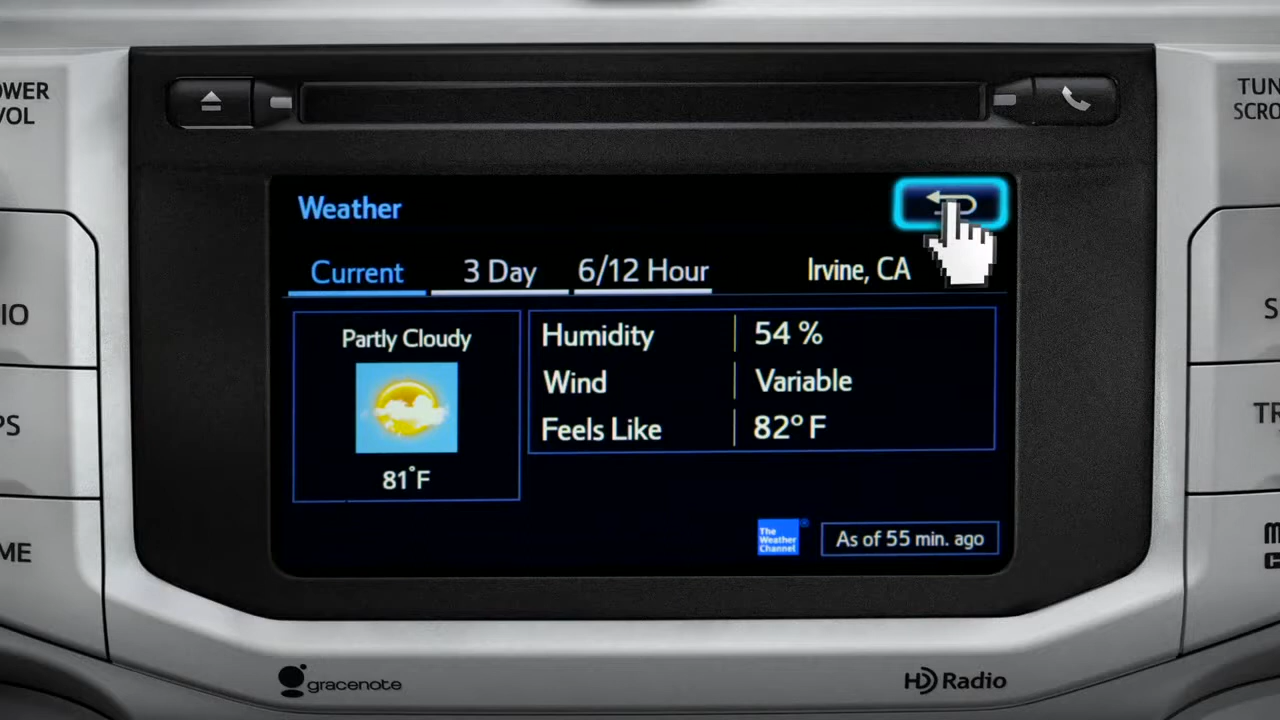 OWER
VOL
TUN
SCRO
Weather
Current
3 Day
6/12 Hour
Irvine, CA
Partly Cloudy
81°F
Humidity
54 %
Wind
Variable
Feels Like
82° F
The
Weather
Channel
As of 55 min. ago
IO
PS
ME
S
TR
gracenote
HD Radio